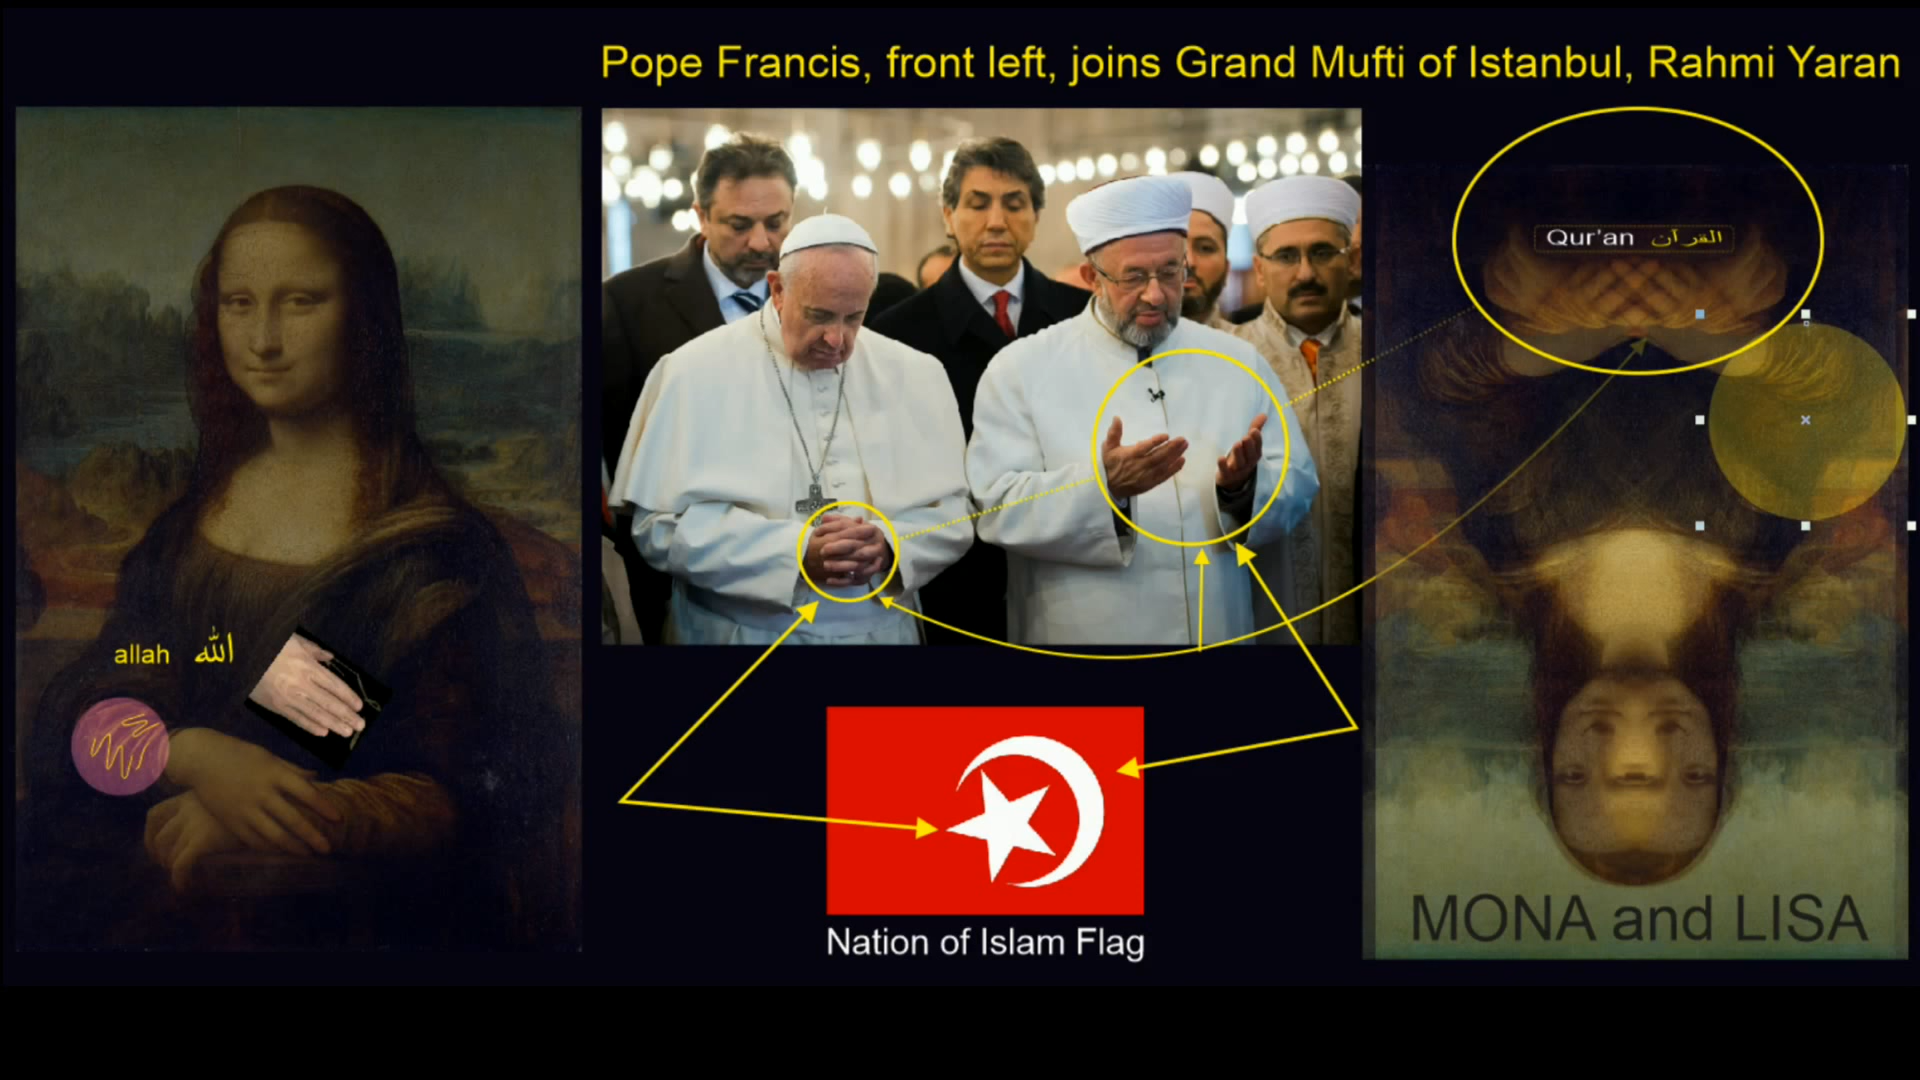 Pope Francis, front left, joins Grand Mufti of Istanbul, Rahmi Yaran
Qur'an القرآن
allah الله
Nation of Islam Flag
MONA and LISA